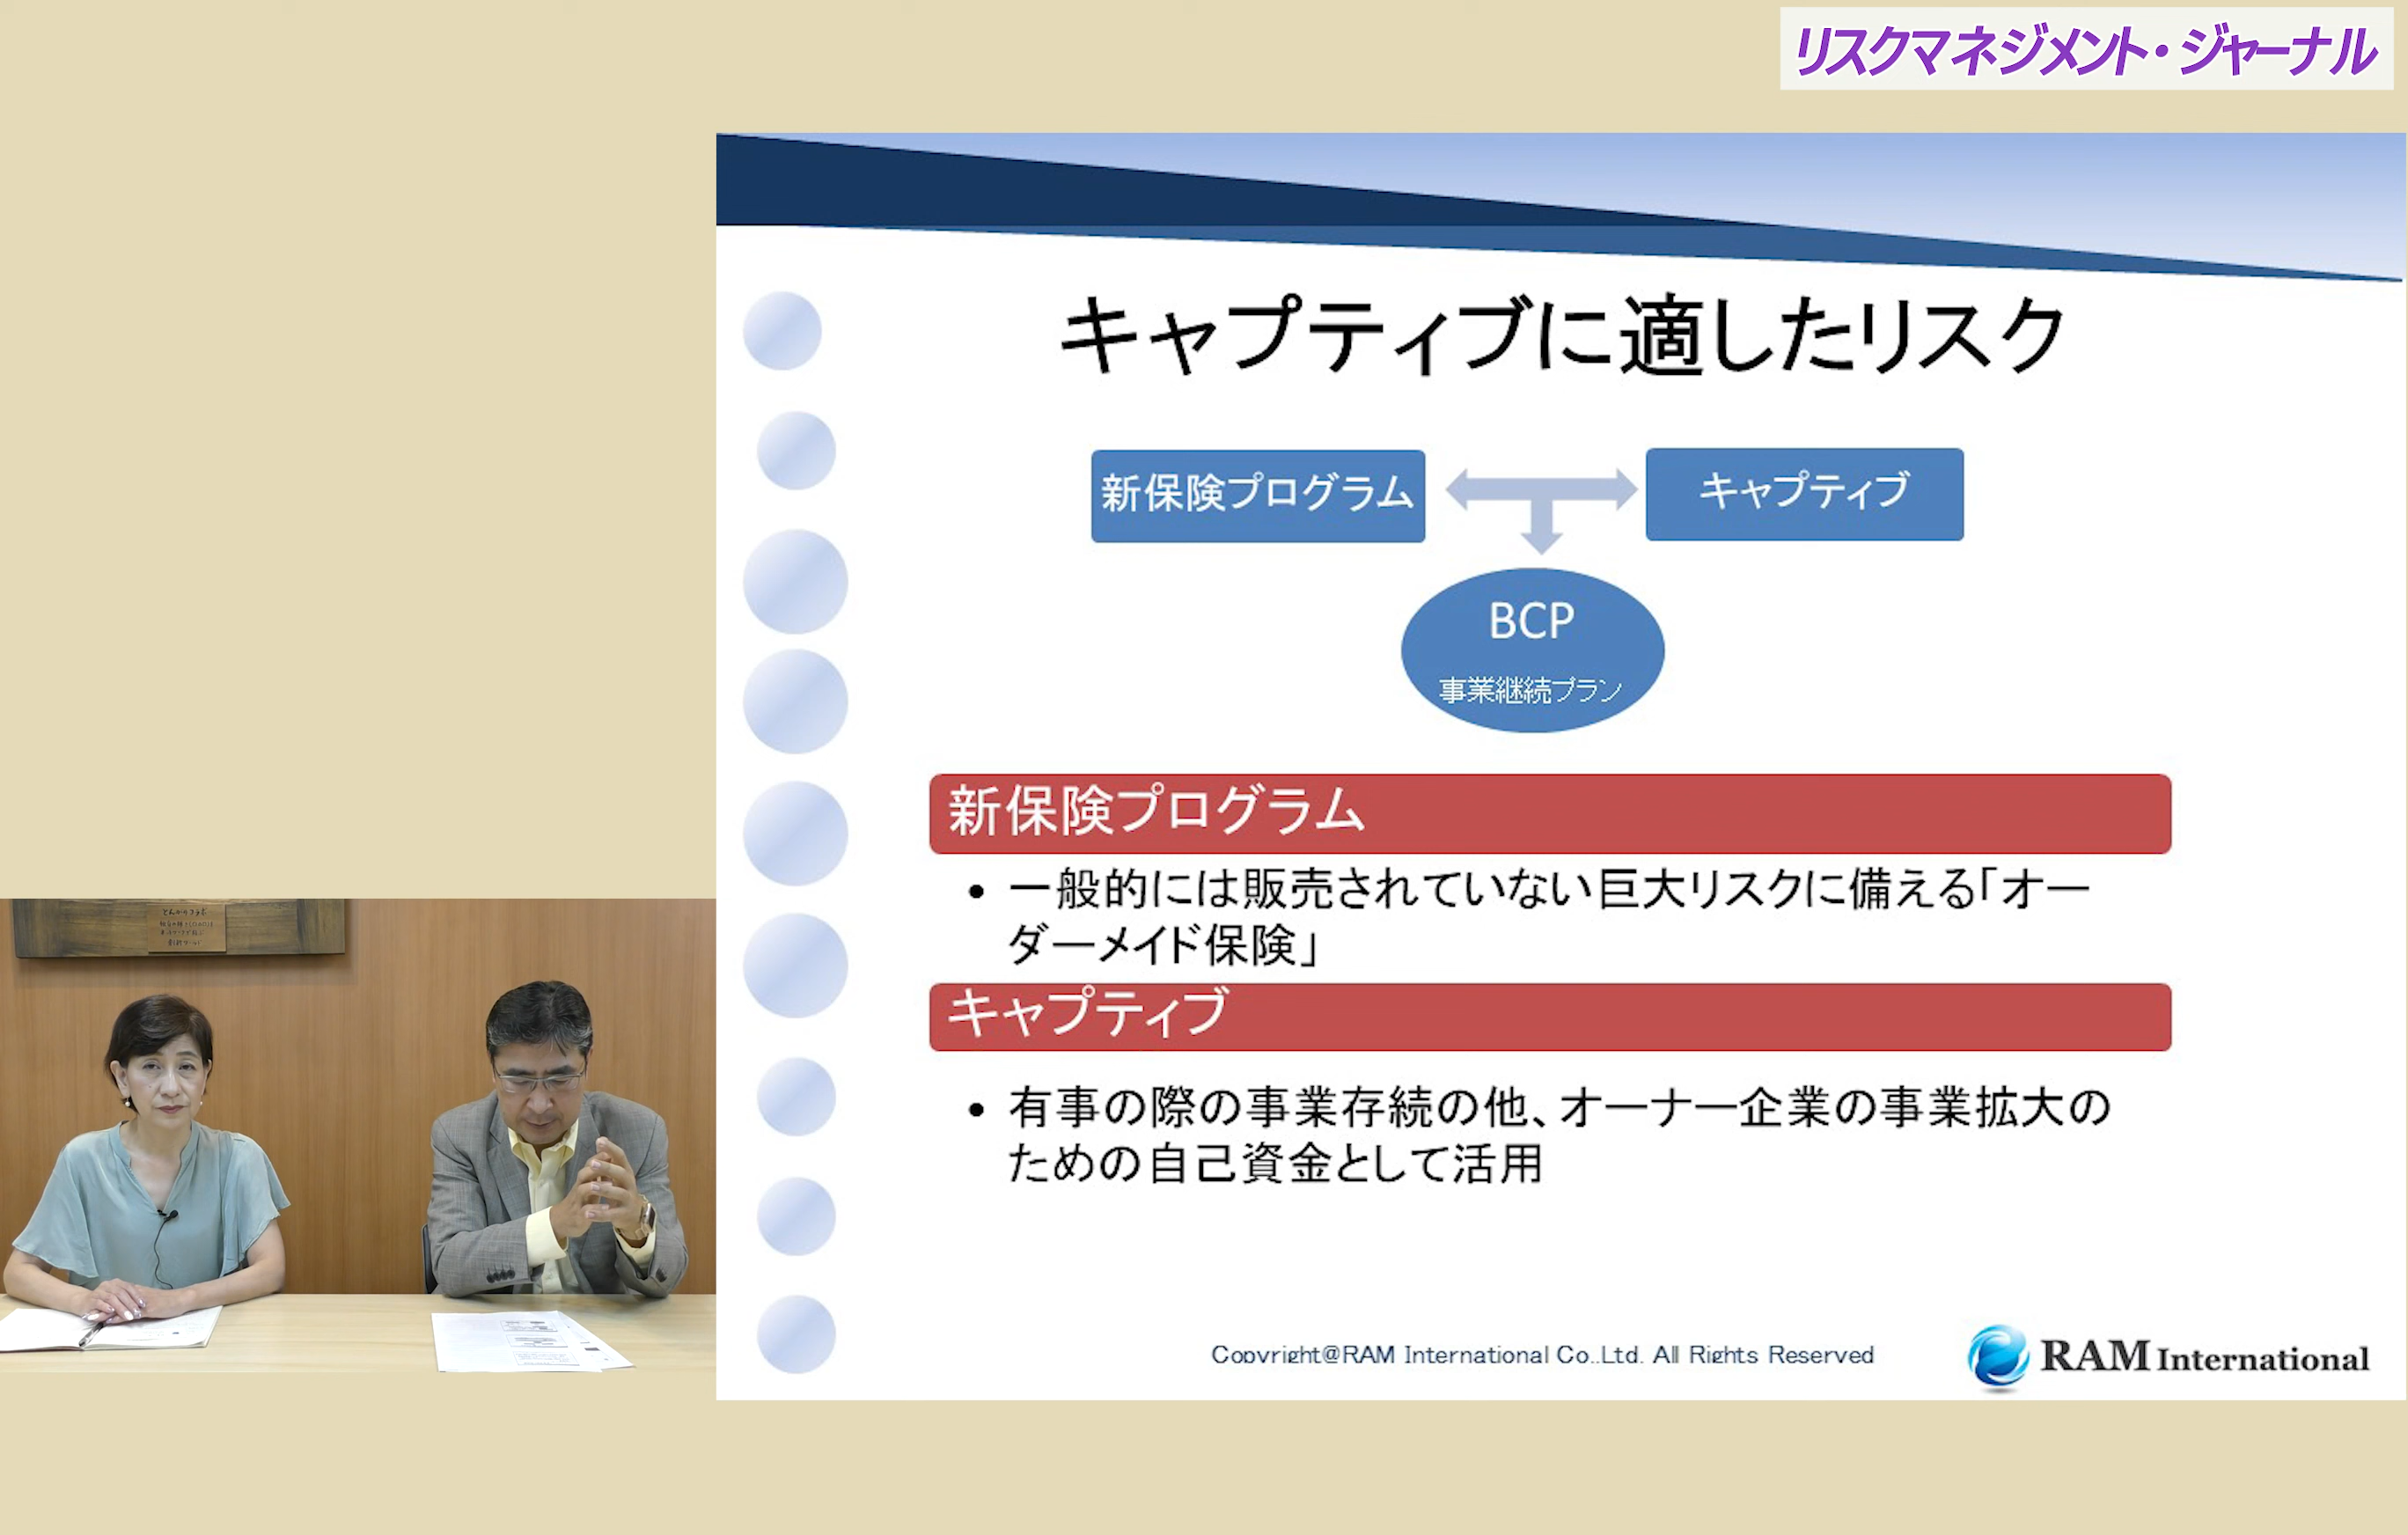 リスクマネジメント・ジャーナル
キャプティブに適したリスク
新保険プログラム
キャプティブ
BCP
事業継続プラン
新保険プログラム
• 一般的には販売されていない巨大リスクに備える「オー
ダーメイド保険」
キャプティブ
• 有事の際の事業存続の他、オーナー企業の事業拡大の
ための自己資金として活用
Copyright@RAM International Co.,Ltd. All Rights Reserved
RAM International